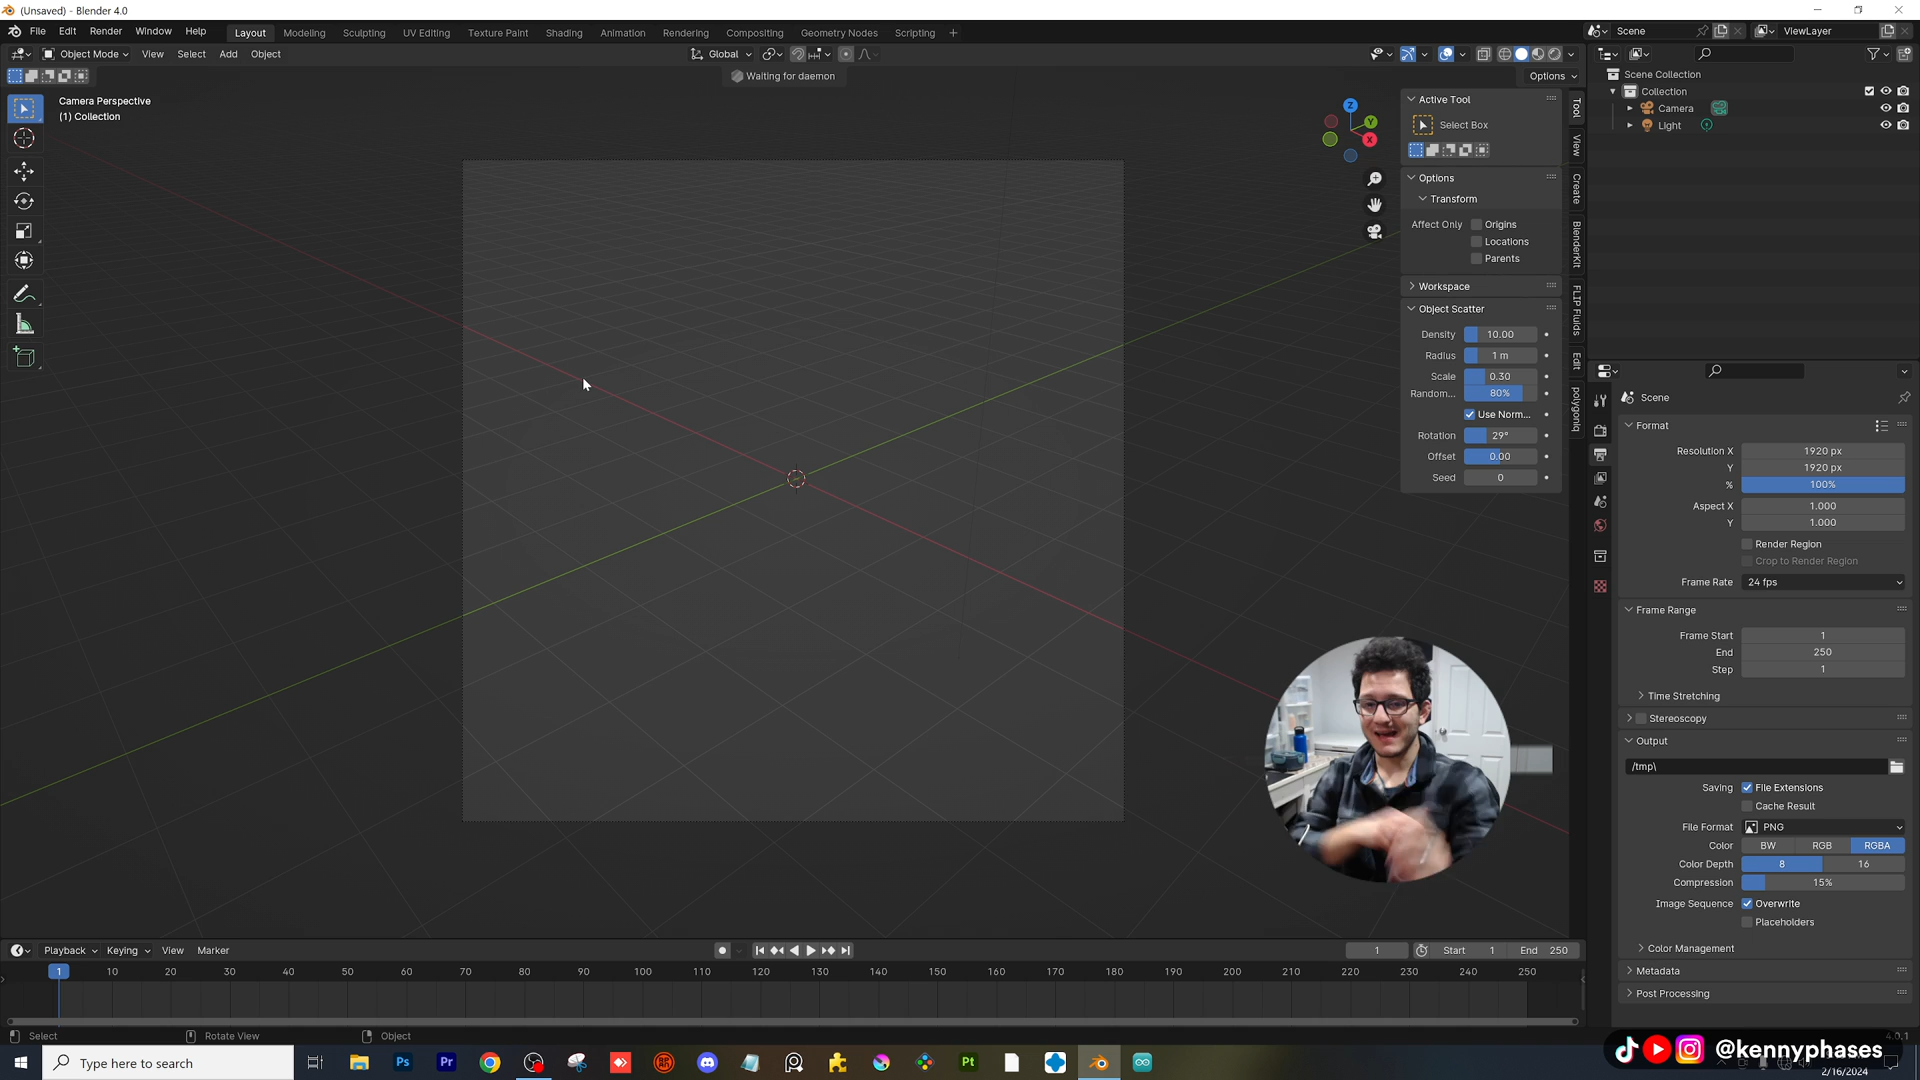 (Unsaved) - Blender 4.0
File Edit Render Window Help Layout Modeling Sculpting UV Editing Texture Paint Shading Animation Rendering Compositing Geometry Nodes Scripting + Scene ViewLayer
Object Mode View Select Add Object Global
Waiting for daemon Options
Camera Perspective
(1) Collection
Z
Y
X
Active Tool
Select Box
Options
Transform
Affect Only Origins
Locations
Parents
Workspace
Object Scatter
Density 10.00
Radius 1 m
Scale 0.30
Random... 80%
Use Norm...
Rotation 29°
Offset 0.00
Seed 0
Tool
View
Create
BlenderKit
FLIP Fluids
Edit
polygoniq
Scene Collection
Collection
Camera
Light
Scene
Format
Resolution X 1920 px
Y 1920 px
% 100%
Aspect X 1.000
Y 1.000
Render Region
Crop to Render Region
Frame Rate 24 fps
Frame Range
Frame Start 1
End 250
Step 1
Time Stretching
Stereoscopy
Output
/tmp\
Saving File Extensions
Cache Result
File Format PNG
Color BW RGB RGBA
Color Depth 8 16
Compression 15%
Image Sequence Overwrite
Placeholders
Color Management
Metadata
Post Processing
Playback Keying View Marker 1 Start 1 End 250
1 10 20 30 40 50 60 70 80 90 100 110 120 130 140 150 160 170 180 190 200 210 220 230 240 250
Select Rotate View Object 4.0.1
Type here to search Ps Pr Pt
@kennyphases
2/16/2024